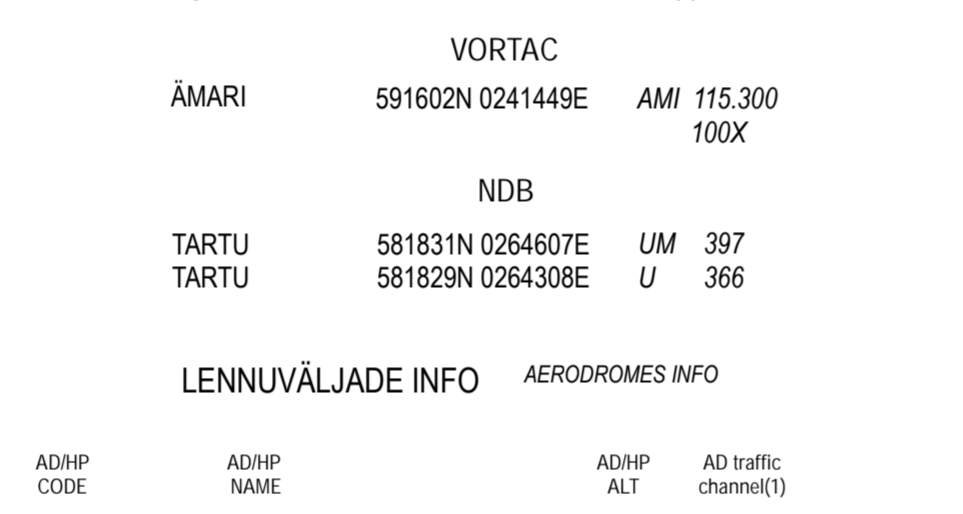 VORTAC
ÄMARI 591602N 0241449E AMI 115.300
100X
NDB
TARTU 581831N 0264607E UM 397
TARTU 581829N 0264308E U 366
LENNUVÄLJADE INFO AERODROMES INFO
AD/HP AD/HP AD/HP AD traffic
CODE NAME ALT channel(1)